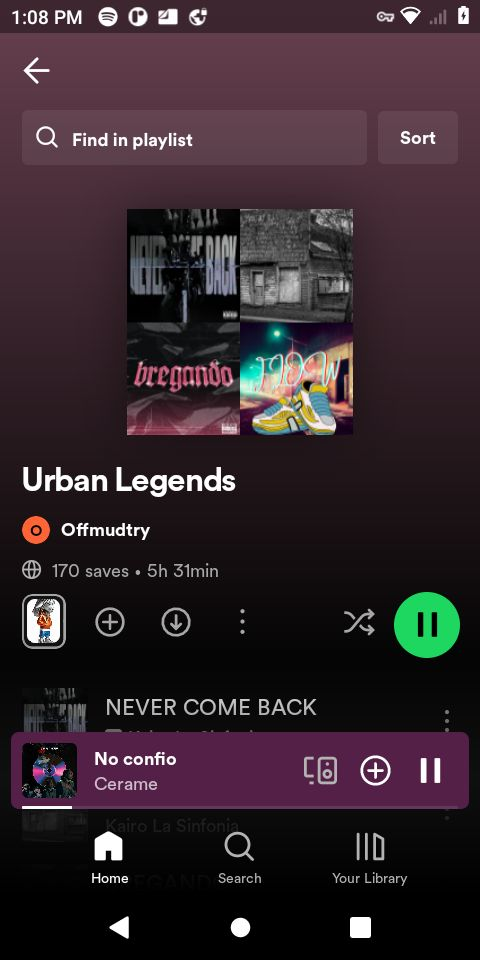 1:08 PM
Find in playlist
Sort
NEVER COME BACK
bregando
FLOW
Urban Legends
O Offmudtry
170 saves • 5h 31min
NEVER COME BACK
No confio
Cerame
Kairo La Sinfonia
Home
Search
Your Library